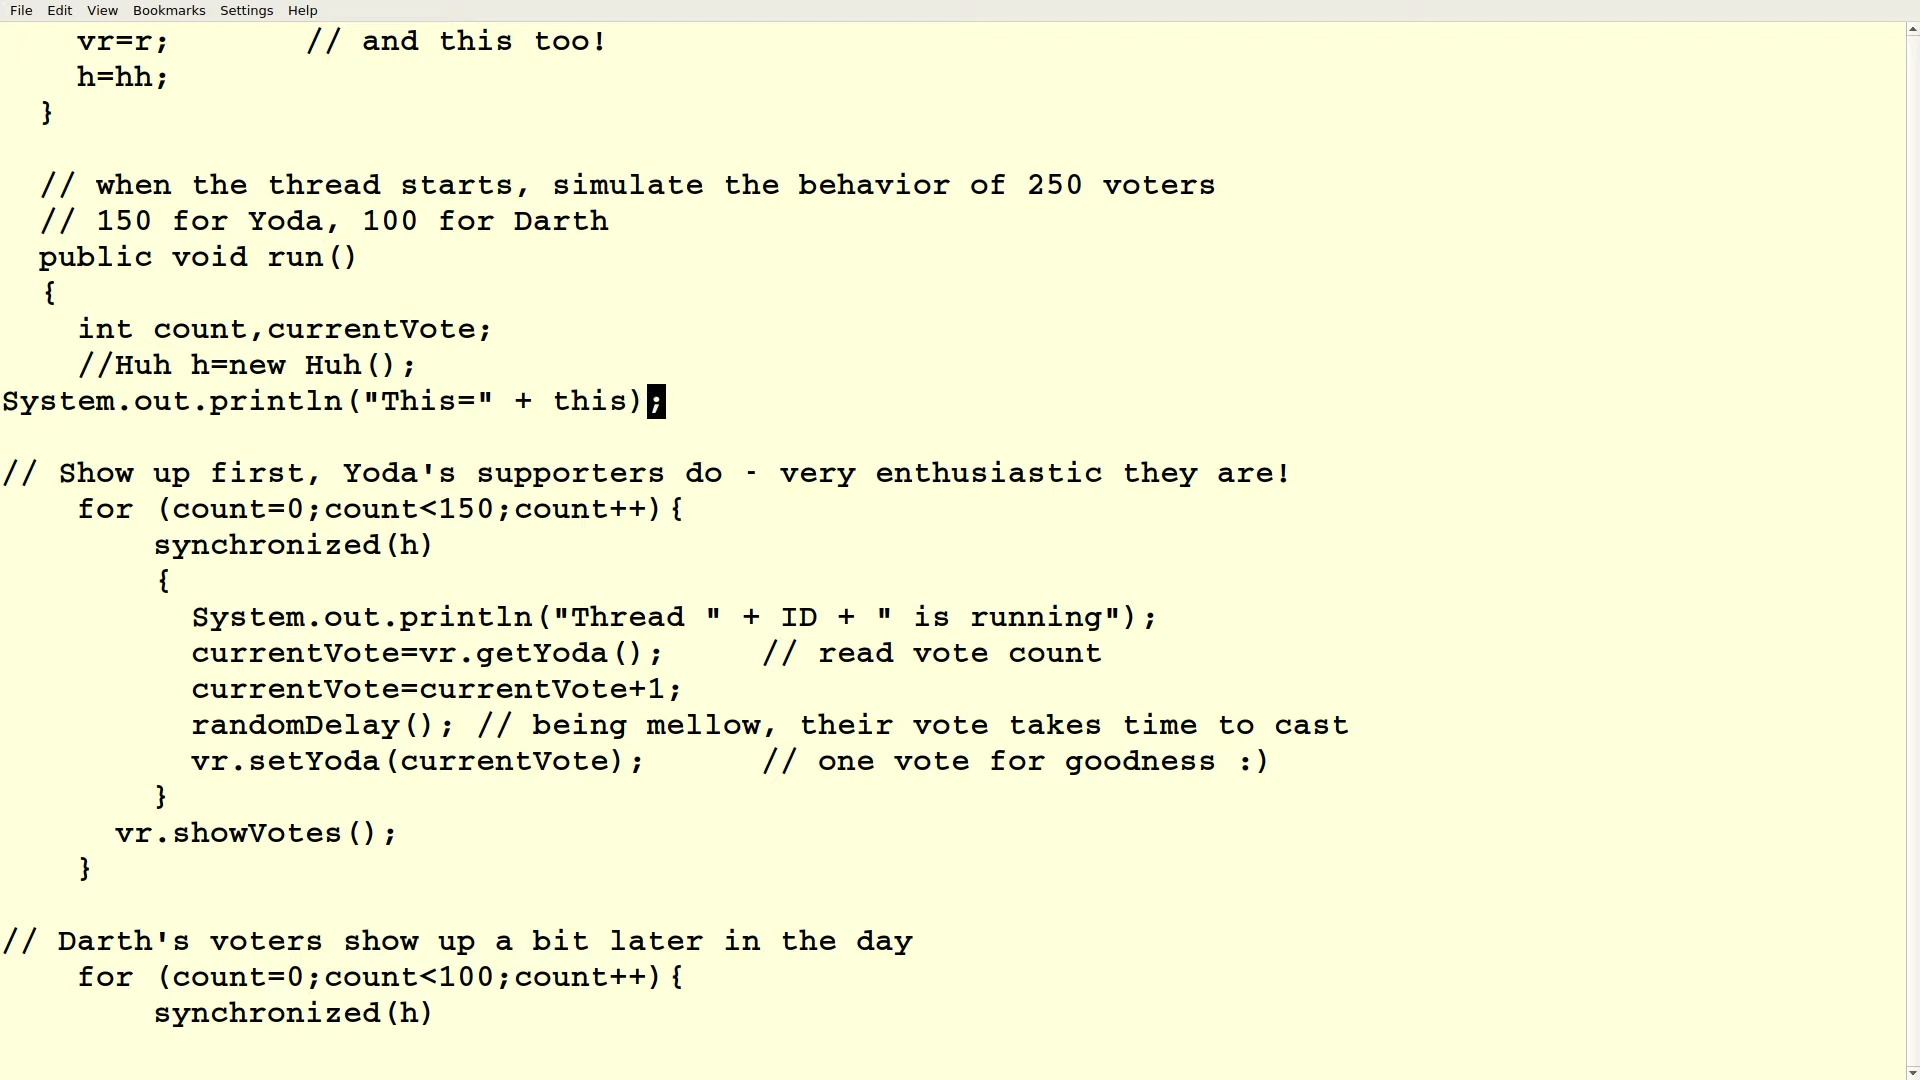 File Edit View Bookmarks Settings Help
vr=r; // and this too!
h=hh;
}
// when the thread starts, simulate the behavior of 250 voters
// 150 for Yoda, 100 for Darth
public void run()
{
int count,currentVote;
//Huh h=new Huh();
System.out.println("This=" + this);
// Show up first, Yoda's supporters do - very enthusiastic they are!
for (count=0;count<150;count++){
synchronized(h)
{
System.out.println("Thread " + ID + " is running");
currentVote=vr.getYoda(); // read vote count
currentVote=currentVote+1;
randomDelay(); // being mellow, their vote takes time to cast
vr.setYoda(currentVote); // one vote for goodness :)
}
vr.showVotes();
}
// Darth's voters show up a bit later in the day
for (count=0;count<100;count++){
synchronized(h)